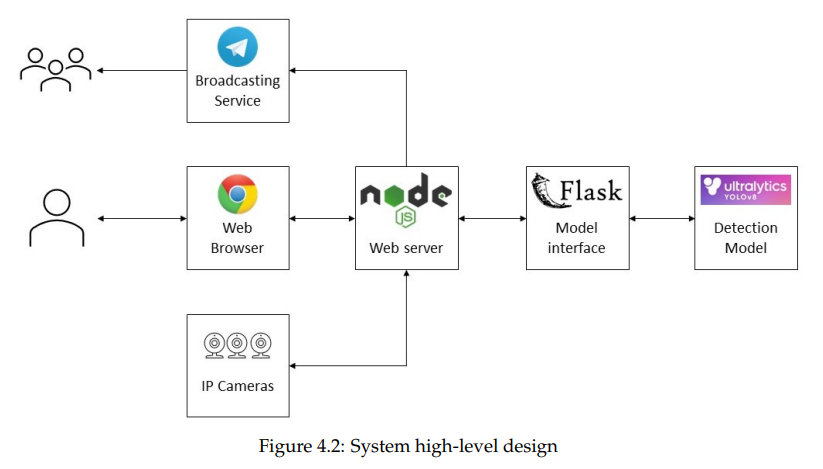 Broadcasting
Service
Web
Browser
node
JS
Web server
Flask
Model
interface
ultralytics
YOLOv8
Detection
Model
IP Cameras
Figure 4.2: System high-level design